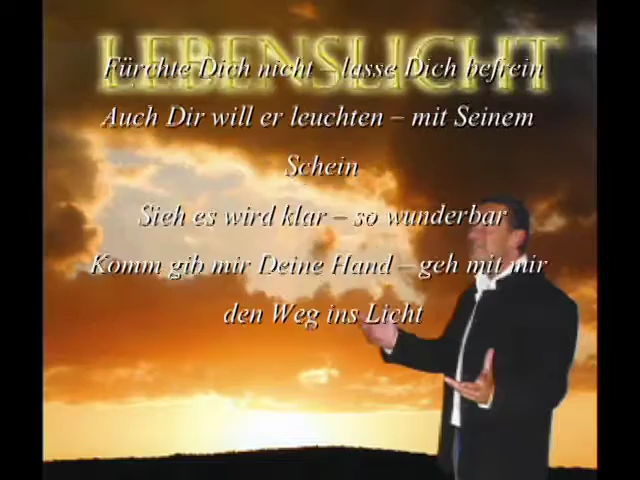 LEBENSLICHT
Fürchte Dich nicht – lasse Dich befrein
Auch Dir will er leuchten – mit Seinem
Schein
Sieh es wird klar – so wunderbar
Komm gib mir Deine Hand – geh mit mir
den Weg ins Licht